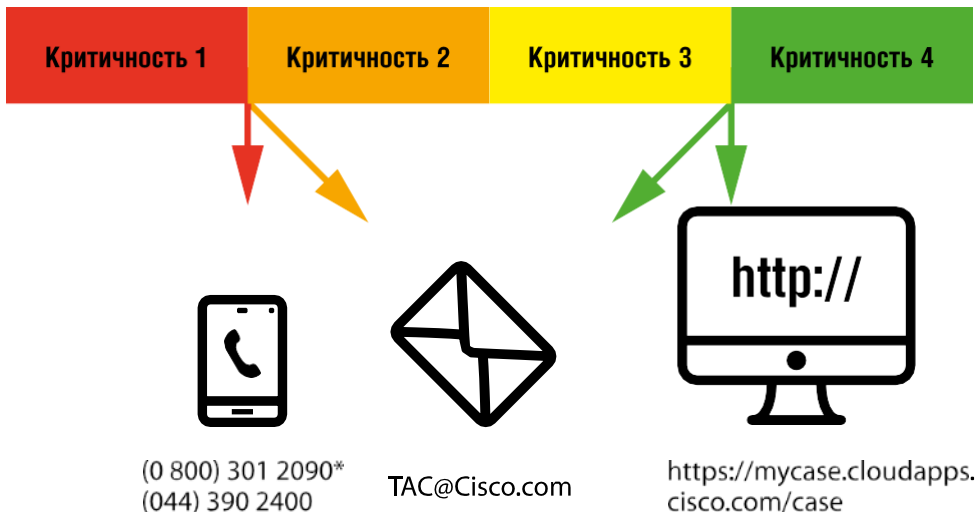 Критичность 1
Критичность 2
Критичность 3
Критичность 4
http://
(0 800) 301 2090*
(044) 390 2400
TAC@Cisco.com
https://mycase.cloudapps.
cisco.com/case